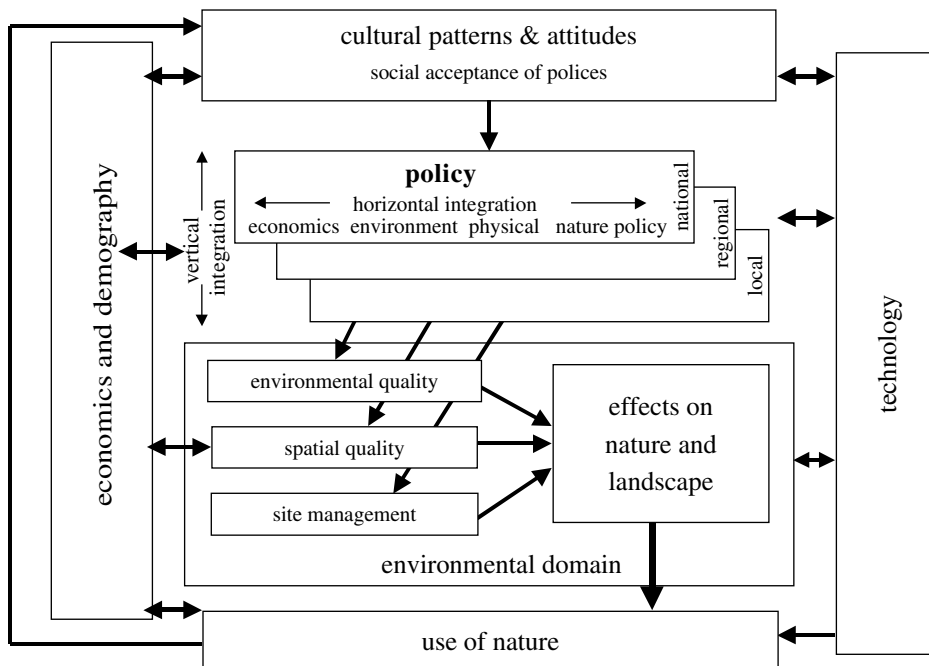 cultural patterns & attitudes
social acceptance of polices
economics and demography
vertical
integration
policy
horizontal integration
economics environment physical nature policy
national
regional
local
technology
environmental quality
spatial quality
site management
effects on
nature and
landscape
environmental domain
use of nature